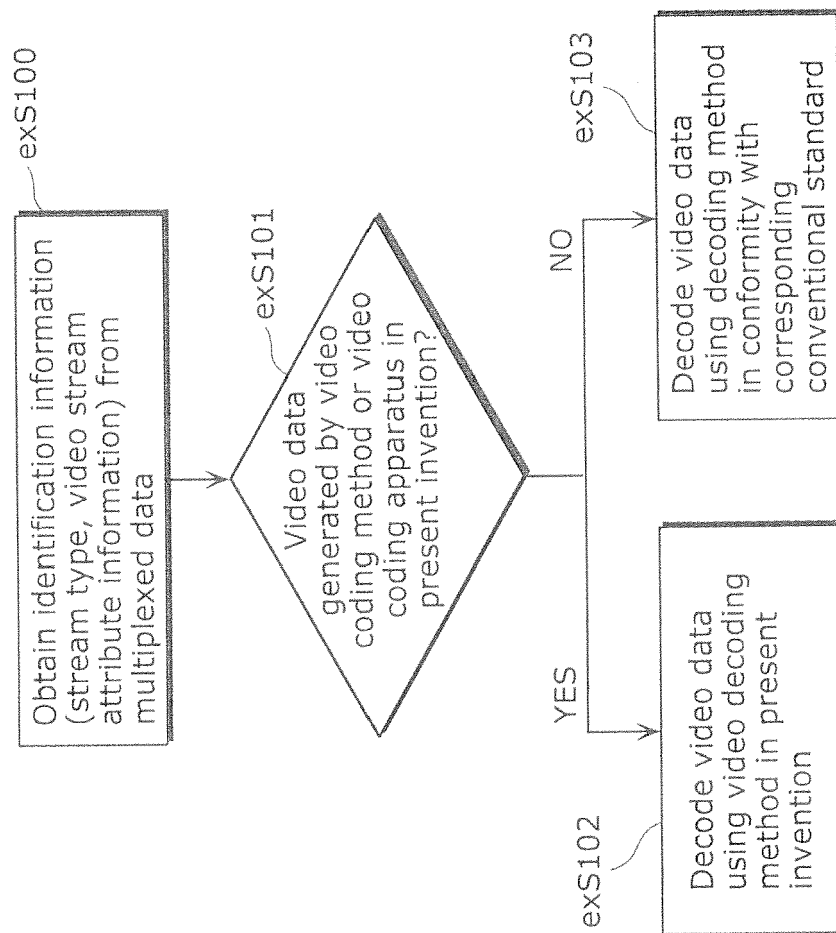 exS100
Obtain identification information
(stream type, video stream
attribute information) from
multiplexed data
exS101
Video data
generated by video
coding method or video
coding apparatus in
present invention?
YES
NO
exS102
Decode video data
using video decoding
method in present
invention
exS103
Decode video data
using decoding method
in conformity with
corresponding
conventional standard